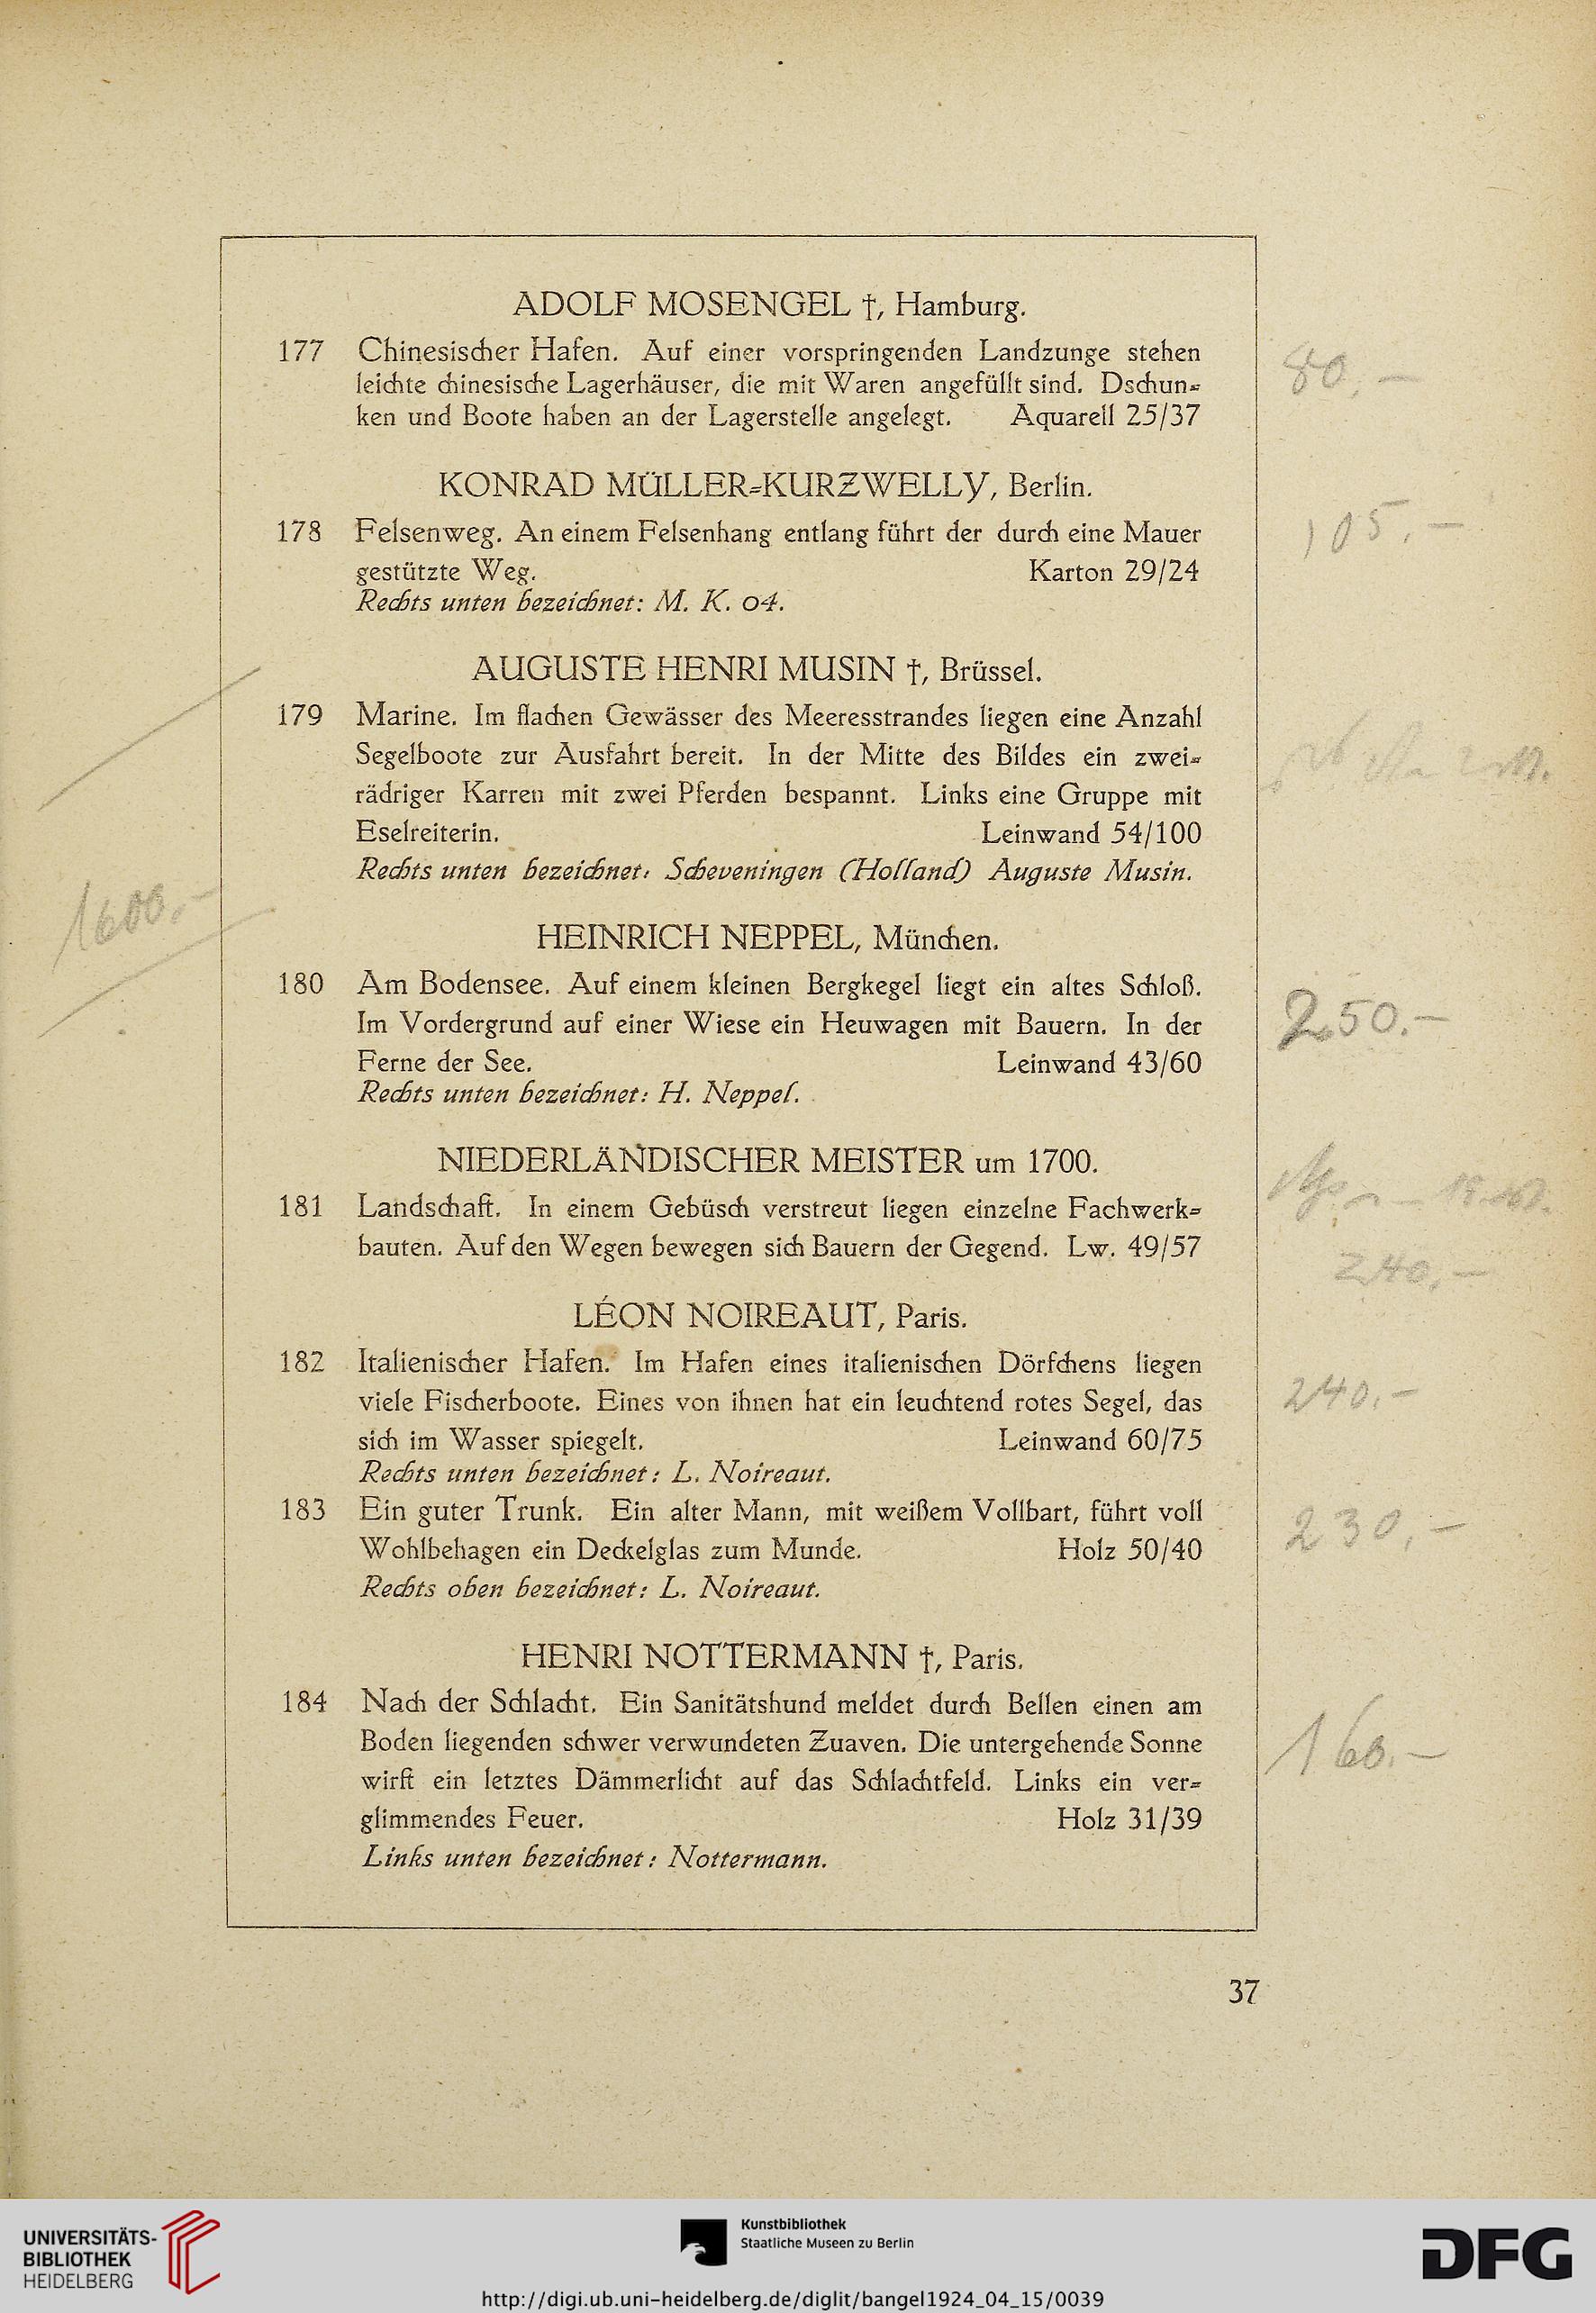 ADOLF MOSENGEL †, Hamburg.
177 Chinesischer Hafen. Auf einer vorspringenden Landzunge stehen
leichte chinesische Lagerhäuser, die mit Waren angefüllt sind. Dschun-
ken und Boote haben an der Lagerstelle angelegt. Aquarell 25/37
80,—
KONRAD MÜLLER-KURZWELLY, Berlin.
178 Felsenweg. An einem Felsenhang entlang führt der durch eine Mauer
gestützte Weg. Karton 29/24
Rechts unten bezeichnet: M. K. 04.
105.—
AUGUSTE HENRI MUSIN †, Brüssel.
179 Marine. Im flachen Gewässer des Meeresstrandes liegen eine Anzahl
Segelboote zur Ausfahrt bereit. In der Mitte des Bildes ein zwei-
rädriger Karren mit zwei Pferden bespannt. Links eine Gruppe mit
Eselreiterin. Leinwand 54/100
Rechts unten bezeichnet: Scheveningen (Holland) Auguste Musin.
1600.—
HEINRICH NEPPEL, München.
180 Am Bodensee. Auf einem kleinen Bergkegel liegt ein altes Schloß.
Im Vordergrund auf einer Wiese ein Heuwagen mit Bauern. In der
Ferne der See. Leinwand 43/60
Rechts unten bezeichnet: H. Neppel.
250.—
NIEDERLÄNDISCHER MEISTER um 1700.
181 Landschaft. In einem Gebüsch verstreut liegen einzelne Fachwerk-
bauten. Auf den Wegen bewegen sich Bauern der Gegend. Lw. 49/57
240,—
LÉON NOIREAUT, Paris.
182 Italienischer Hafen. Im Hafen eines italienischen Dörfchens liegen
viele Fischerboote. Eines von ihnen hat ein leuchtend rotes Segel, das
sich im Wasser spiegelt. Leinwand 60/75
Rechts unten bezeichnet: L. Noireaut.
240.—
183 Ein guter Trunk. Ein alter Mann, mit weißem Vollbart, führt voll
Wohlbehagen ein Deckelglas zum Munde. Holz 50/40
Rechts oben bezeichnet: L. Noireaut.
230,—
HENRI NOTTERMANN †, Paris.
184 Nach der Schlacht. Ein Sanitätshund meldet durch Bellen einen am
Boden liegenden schwer verwundeten Zuaven. Die untergehende Sonne
wirft ein letztes Dämmerlicht auf das Schlachtfeld. Links ein ver-
glimmendes Feuer. Holz 31/39
Links unten bezeichnet: Nottermann.
160.—
37
UNIVERSITÄTS-
BIBLIOTHEK
HEIDELBERG
Kunstbibliothek
Staatliche Museen zu Berlin
DFG
http://digi.ub.uni-heidelberg.de/diglit/bangel1924_04_15/0039